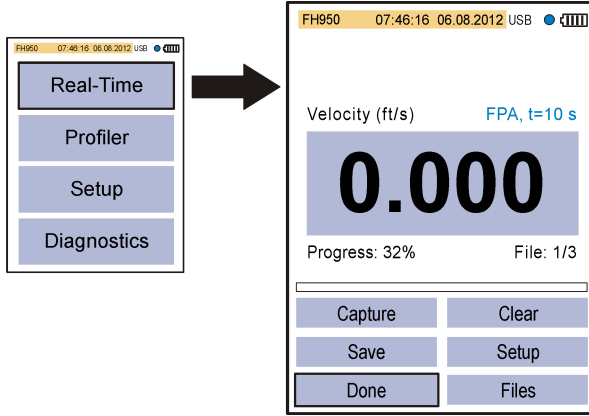 FH950 07:46:16 06.08.2012 USB
Real-Time
Profiler
Setup
Diagnostics
FH950 07:46:16 06.08.2012 USB
Velocity (ft/s) FPA, t=10 s
0.000
Progress: 32% File: 1/3
Capture Clear
Save Setup
Done Files